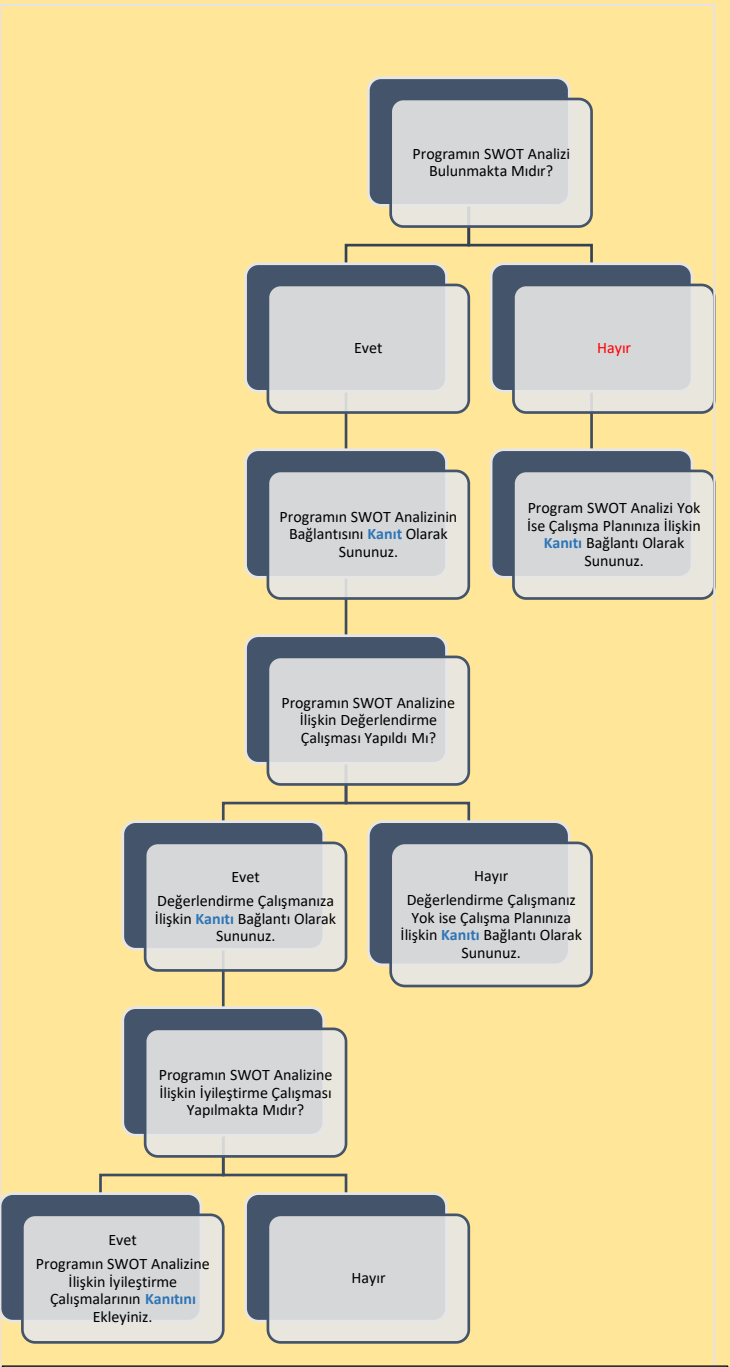 Programın SWOT Analizi
Bulunmakta Mıdır?
Evet
Hayır
Programın SWOT Analizinin
Bağlantısını Kanıt Olarak
Sununuz.
Program SWOT Analizi Yok
İse Çalışma Planınıza İlişkin
Kanıtı Bağlantı Olarak
Sununuz.
Programın SWOT Analizine
İlişkin Değerlendirme
Çalışması Yapıldı Mı?
Evet
Değerlendirme Çalışmanıza
İlişkin Kanıtı Bağlantı Olarak
Sununuz.
Hayır
Değerlendirme Çalışmanız
Yok ise Çalışma Planınıza
İlişkin Kanıtı Bağlantı Olarak
Sununuz.
Programın SWOT Analizine
İlişkin İyileştirme Çalışması
Yapılmakta Mıdır?
Evet
Programın SWOT Analizine
İlişkin İyileştirme
Çalışmalarının Kanıtını
Ekleyiniz.
Hayır